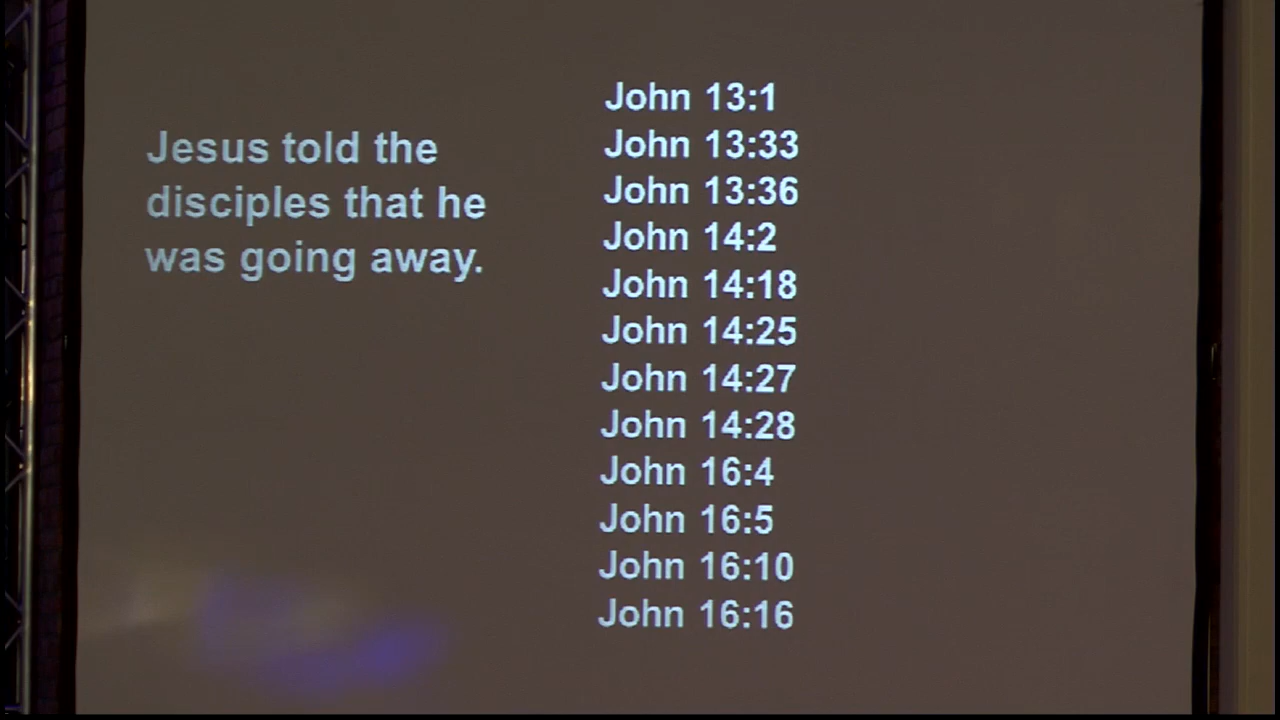 Jesus told the
disciples that he
was going away.
John 13:1
John 13:33
John 13:36
John 14:2
John 14:18
John 14:25
John 14:27
John 14:28
John 16:4
John 16:5
John 16:10
John 16:16